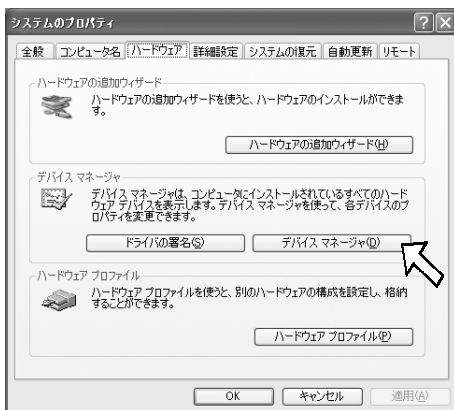 システムのプロパティ
全般 コンピュータ名 ハードウェア 詳細設定 システムの復元 自動更新 リモート
ハードウェアの追加ウィザード
ハードウェアの追加ウィザードを使うと、ハードウェアのインストールができま
す。
ハードウェアの追加ウィザード(H)
デバイス マネージャ
デバイス マネージャは、コンピュータにインストールされているすべてのハード
ウェア デバイスを表示します。デバイス マネージャを使って、各デバイスのプ
ロパティを変更できます。
ドライバの署名(S) デバイス マネージャ(D)
ハードウェア プロファイル
ハードウェア プロファイルを使うと、別のハードウェアの構成を設定し、格納
することができます。
ハードウェア プロファイル(P)
OK キャンセル 適用(A)